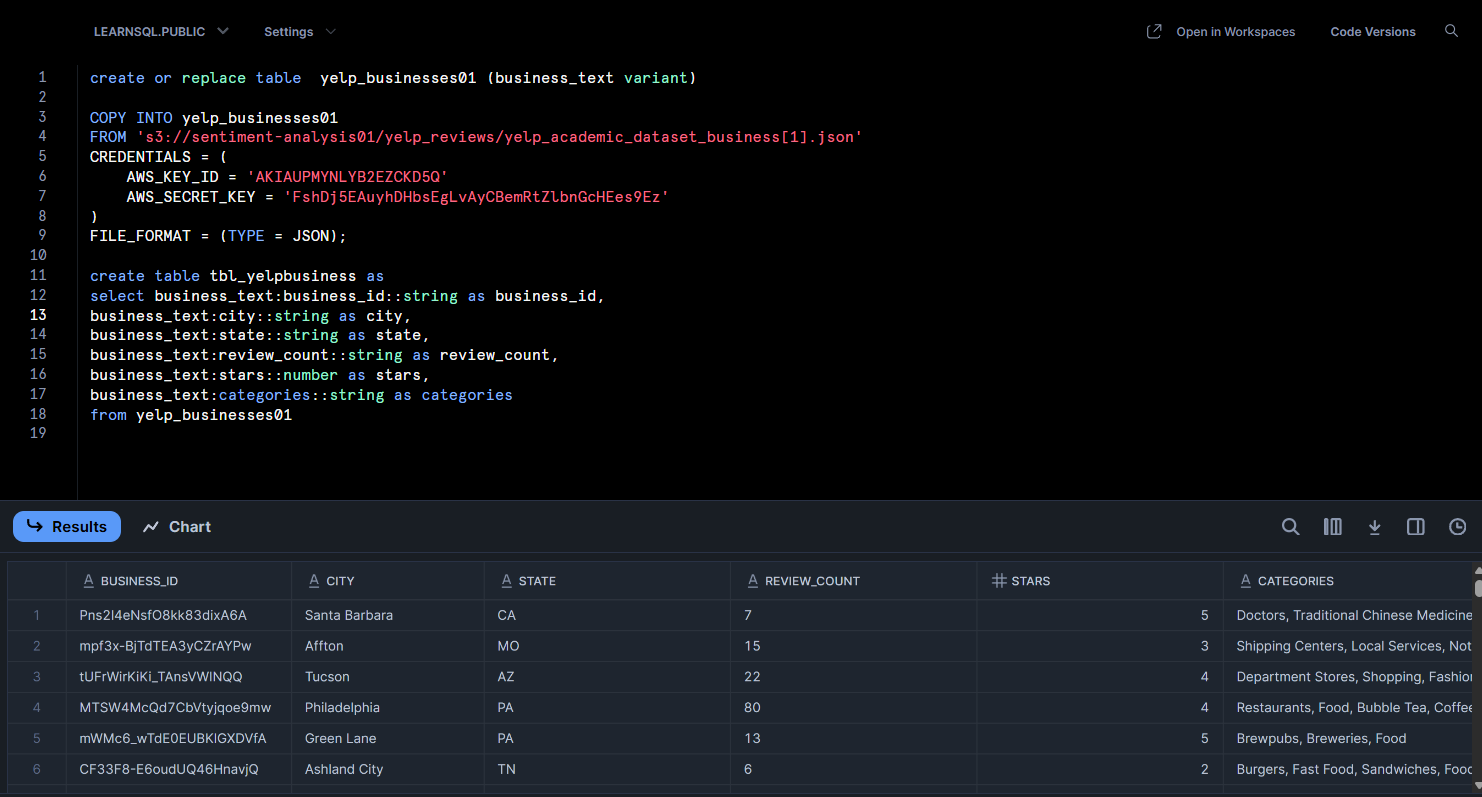 LEARNSQL.PUBLIC Settings Open in Workspaces Code Versions
1 create or replace table  yelp_businesses01 (business_text variant)
2
3 COPY INTO yelp_businesses01
4 FROM 's3://sentiment-analysis01/yelp_reviews/yelp_academic_dataset_business[1].json'
5 CREDENTIALS = (
6     AWS_KEY_ID = 'AKIAUPMYNLYB2EZCKD5Q'
7     AWS_SECRET_KEY = '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'
8 )
9 FILE_FORMAT = (TYPE = JSON);
10
11 create table tbl_yelpbusiness as
12 select business_text:business_id::string as business_id,
13 business_text:city::string as city,
14 business_text:state::string as state,
15 business_text:review_count::string as review_count,
16 business_text:stars::number as stars,
17 business_text:categories::string as categories
18 from yelp_businesses01
19
Results Chart
A BUSINESS_ID A CITY A STATE A REVIEW_COUNT # STARS A CATEGORIES
1 Pns2l4eNsfO8kk83dixA6A Santa Barbara CA 7 5 Doctors, Traditional Chinese Medicine
2 mpf3x-BjTdTEA3yCZrAYPw Affton MO 15 3 Shipping Centers, Local Services, Not
3 tUFrWirKiKi_TAnsVWINQQ Tucson AZ 22 4 Department Stores, Shopping, Fashion
4 MTSW4McQd7CbVtyjqoe9mw Philadelphia PA 80 4 Restaurants, Food, Bubble Tea, Coffee
5 mWMc6_wTdE0EUBKIGXDVfA Green Lane PA 13 5 Brewpubs, Breweries, Food
6 CF33F8-E6oudUQ46HnavjQ Ashland City TN 6 2 Burgers, Fast Food, Sandwiches, Food